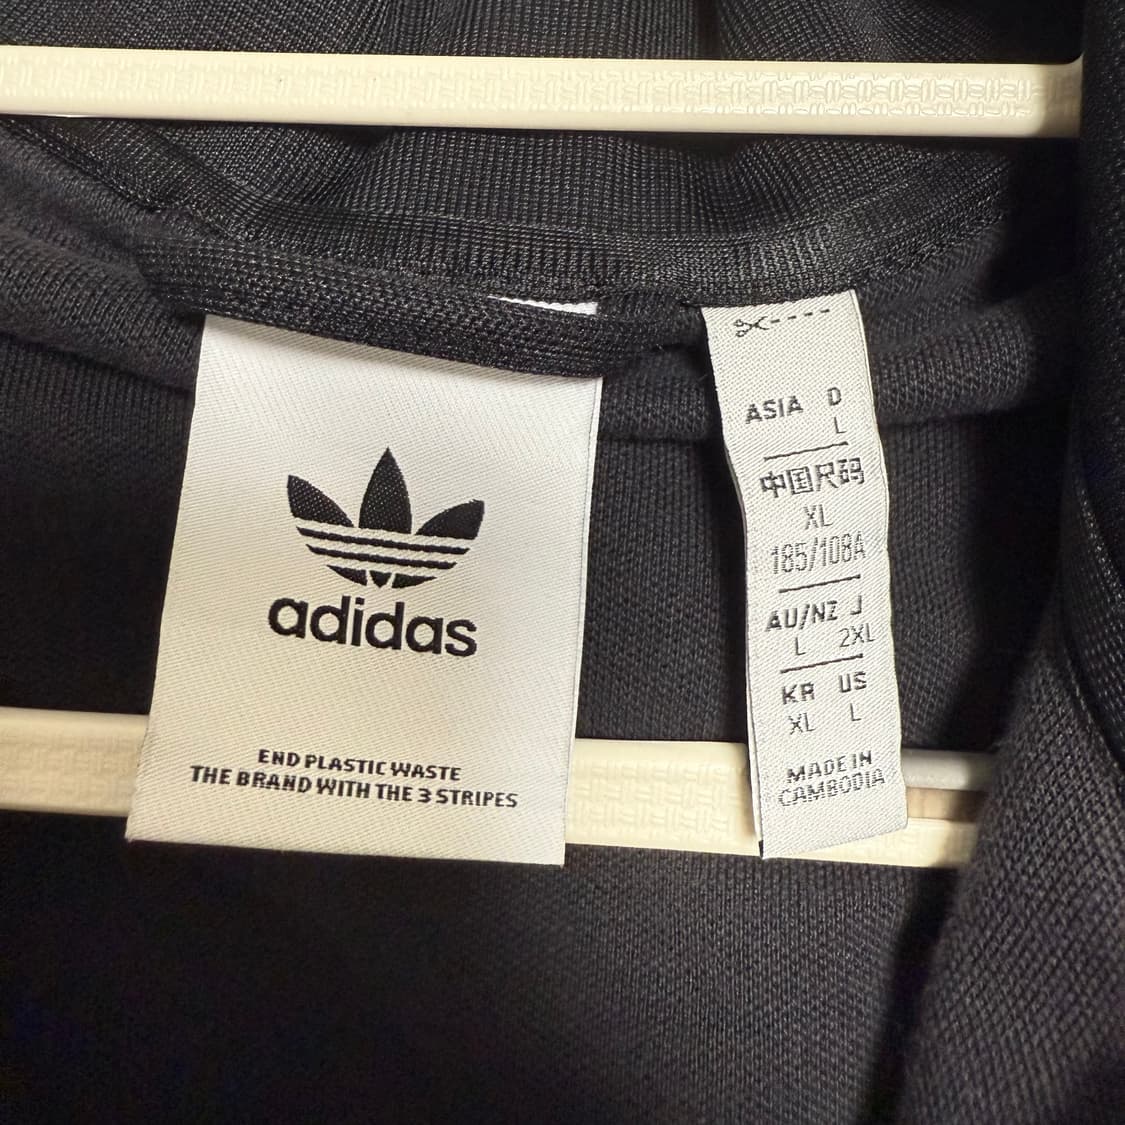 adidas
END PLASTIC WASTE
THE BRAND WITH THE 3 STRIPES
ASIA D
L
中国尺码
XL
185/108A
AU/NZ J
L 2XL
KR US
XL L
MADE IN
CAMBODIA